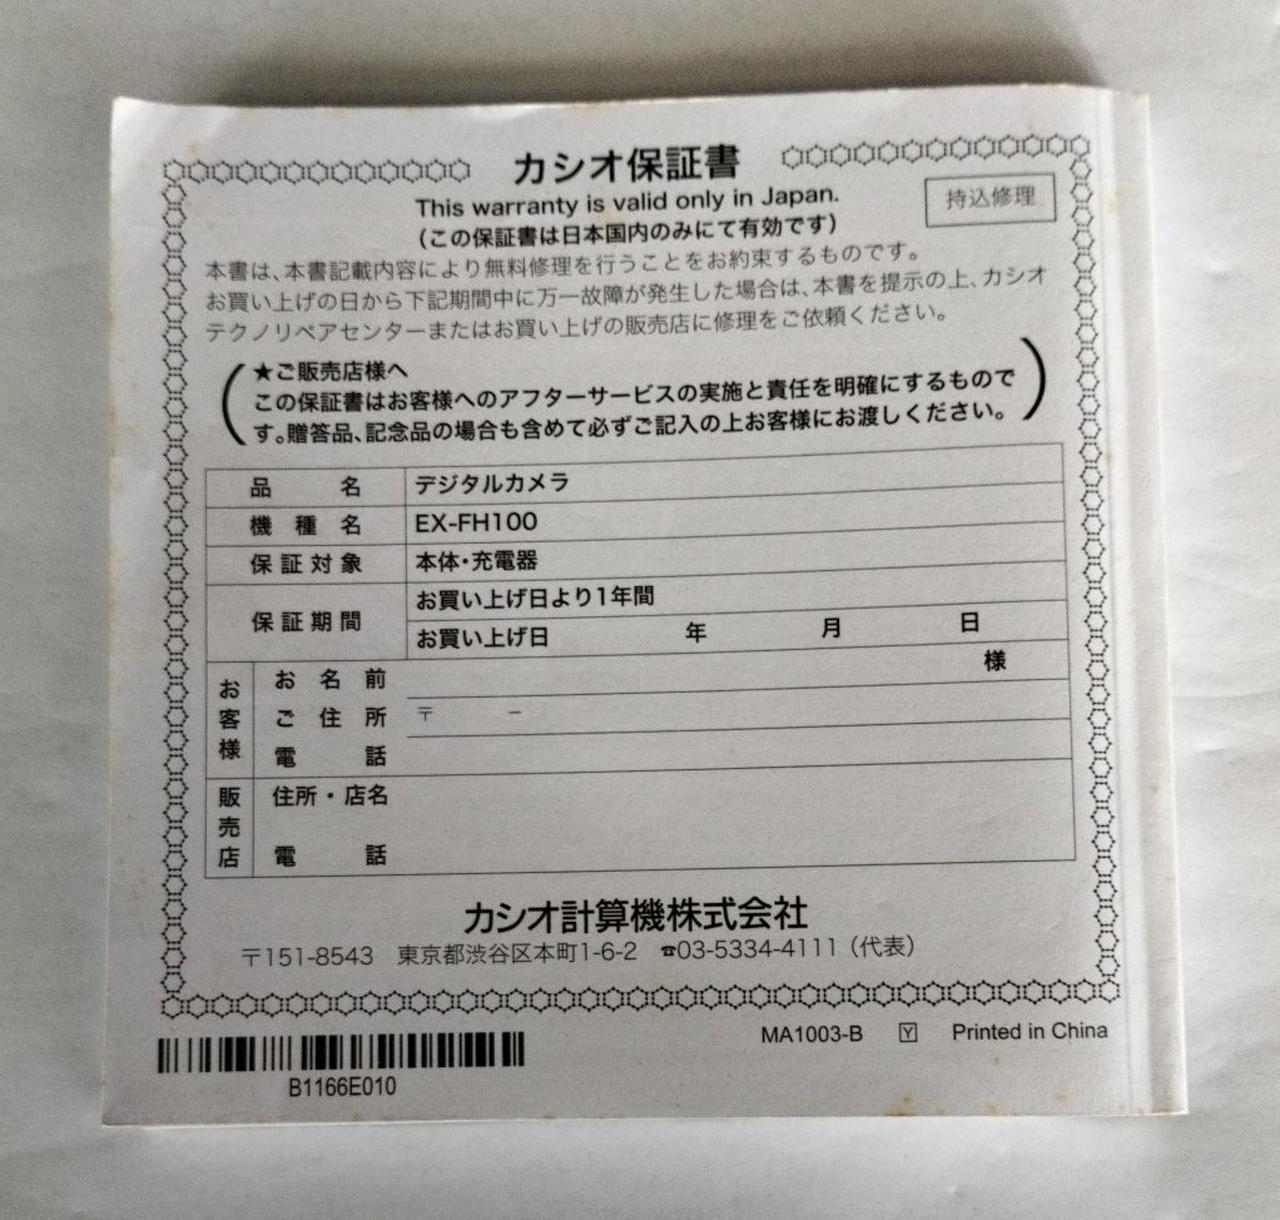 カシオ保証書
This warranty is valid only in Japan.
（この保証書は日本国内のみにて有効です）
持込修理
本書は、本書記載内容により無料修理を行うことをお約束するものです。
お買い上げの日から下記期間中に万一故障が発生した場合は、本書を提示の上、カシオ
テクノリペアセンターまたはお買い上げの販売店に修理をご依頼ください。
★ご販売店様へ
この保証書はお客様へのアフターサービスの実施と責任を明確にするもので
す。贈答品、記念品の場合も含めて必ずご記入の上お客様にお渡しください。
品名 デジタルカメラ
機種名 EX-FH100
保証対象 本体・充電器
保証期間 お買い上げ日より1年間
お買い上げ日 年 月 日
お客様 お名前 様
ご住所 〒 −
電話
販売店 住所・店名
電話
カシオ計算機株式会社
〒151-8543 東京都渋谷区本町1-6-2 ☎03-5334-4111（代表）
MA1003-B Y Printed in China
B1166E010